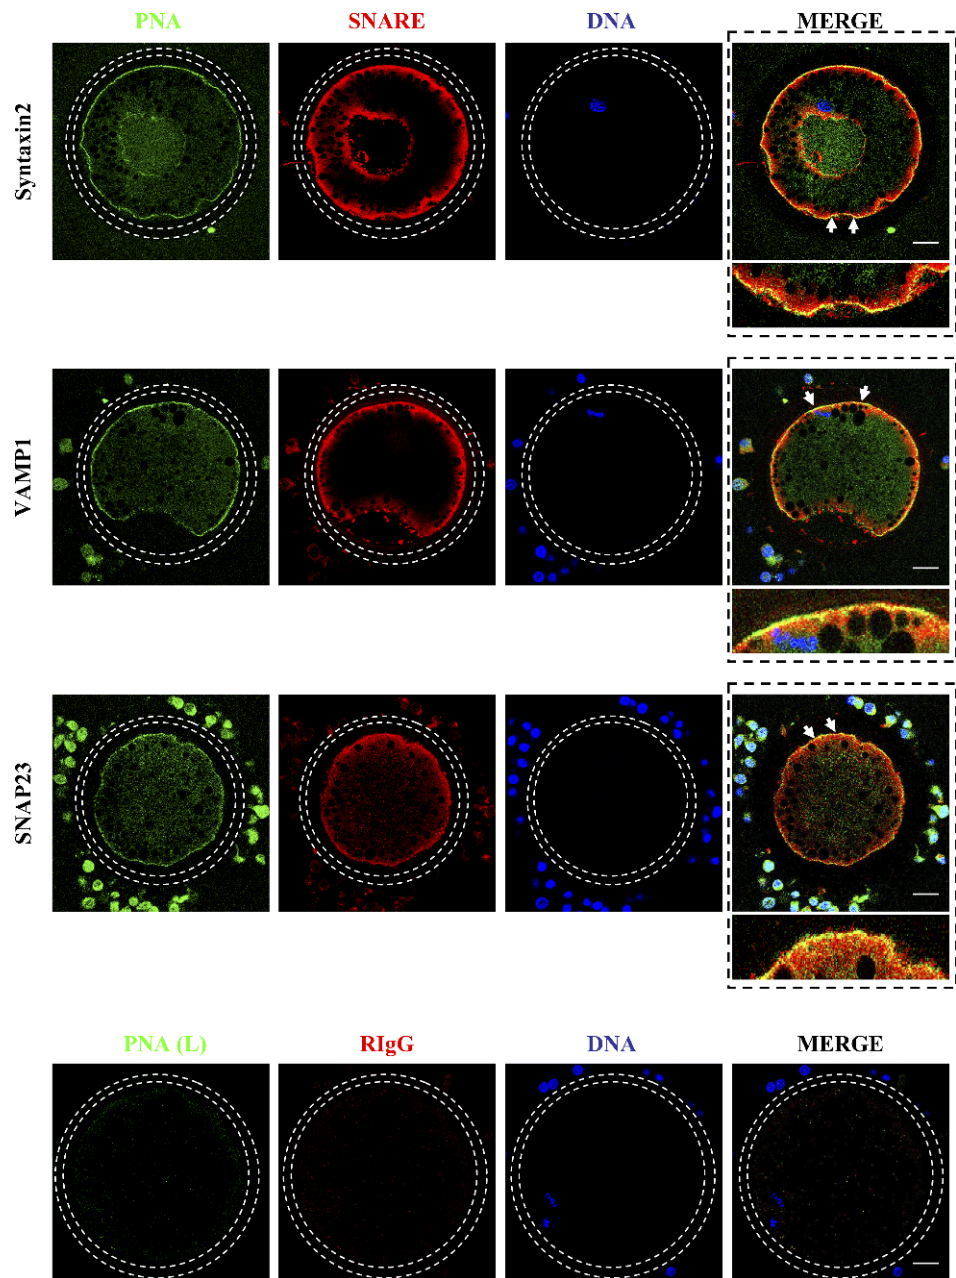 PNA SNARE DNA MERGE
Syntaxin2
VAMP1
SNAP23
PNA (L) RIgG DNA MERGE